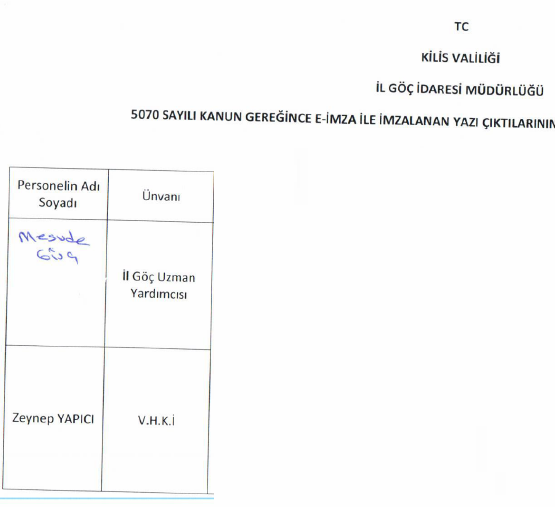 TC
KİLİS VALİLİĞİ
İL GÖÇ İDARESİ MÜDÜRLÜĞÜ
5070 SAYILI KANUN GEREĞİNCE E-İMZA İLE İMZALANAN YAZI ÇIKTILARININ
Personelin Adı
Soyadı
Ünvanı
Mesude
Güç
İl Göç Uzman
Yardımcısı
Zeynep YAPICI
V.H.K.İ